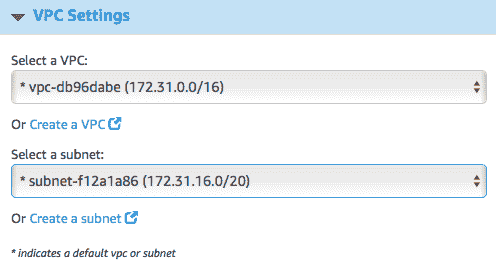 VPC Settings
Select a VPC:
* vpc-db96dabe (172.31.0.0/16)
Or Create a VPC
Select a subnet:
* subnet-f12a1a86 (172.31.16.0/20)
Or Create a subnet
* indicates a default vpc or subnet